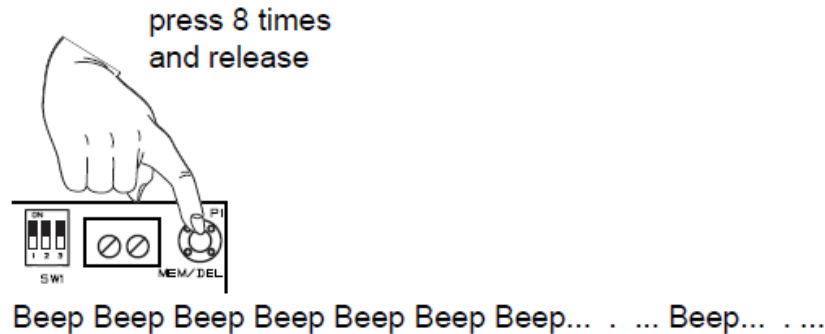 press 8 times
and release
P1
ON
1 2 3
SW1
MEM/DEL
Beep Beep Beep Beep Beep Beep Beep... . ... Beep... . ...